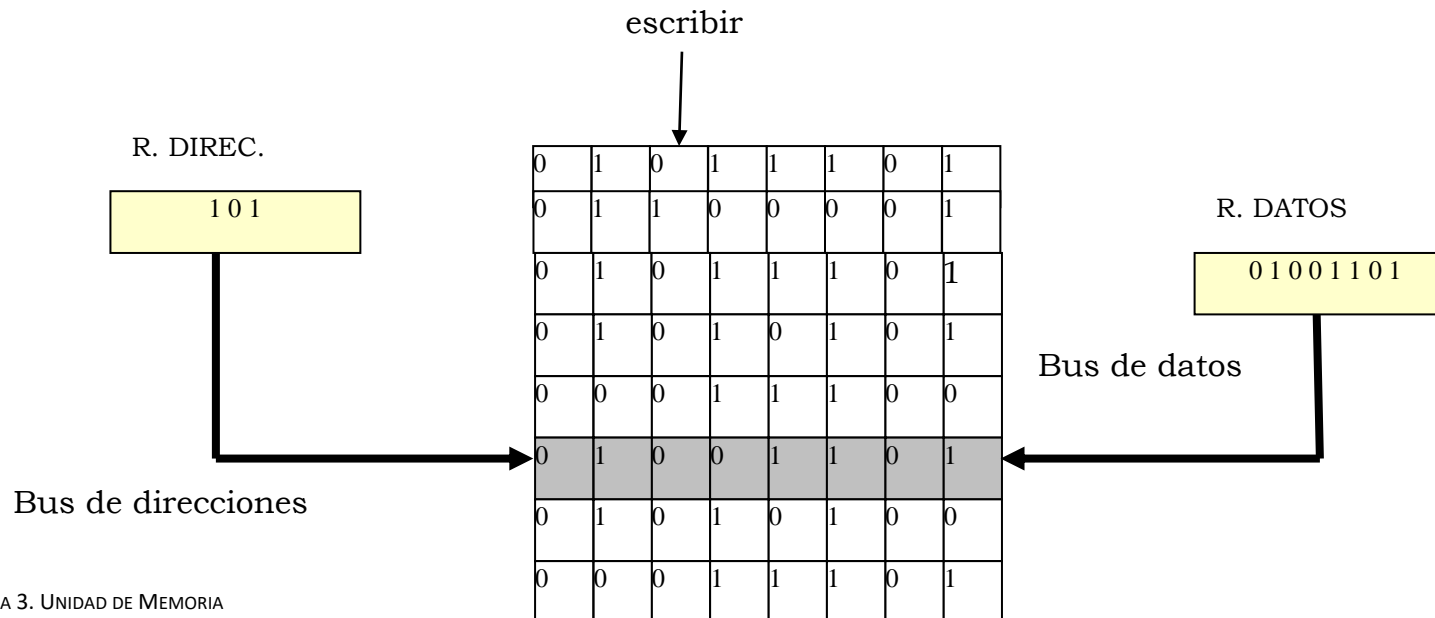 escribir
R. DIREC.
1 0 1
0 1 0 1 1 1 0 1
0 1 1 0 0 0 0 1
R. DATOS
0 1 0 1 1 1 0 1
0 1 0 0 1 1 0 1
0 1 0 1 0 1 0 1
Bus de datos
0 0 0 1 1 1 0 0
0 1 0 0 1 1 0 1
Bus de direcciones
0 1 0 1 0 1 0 0
0 0 0 1 1 1 0 1
A 3. UNIDAD DE MEMORIA